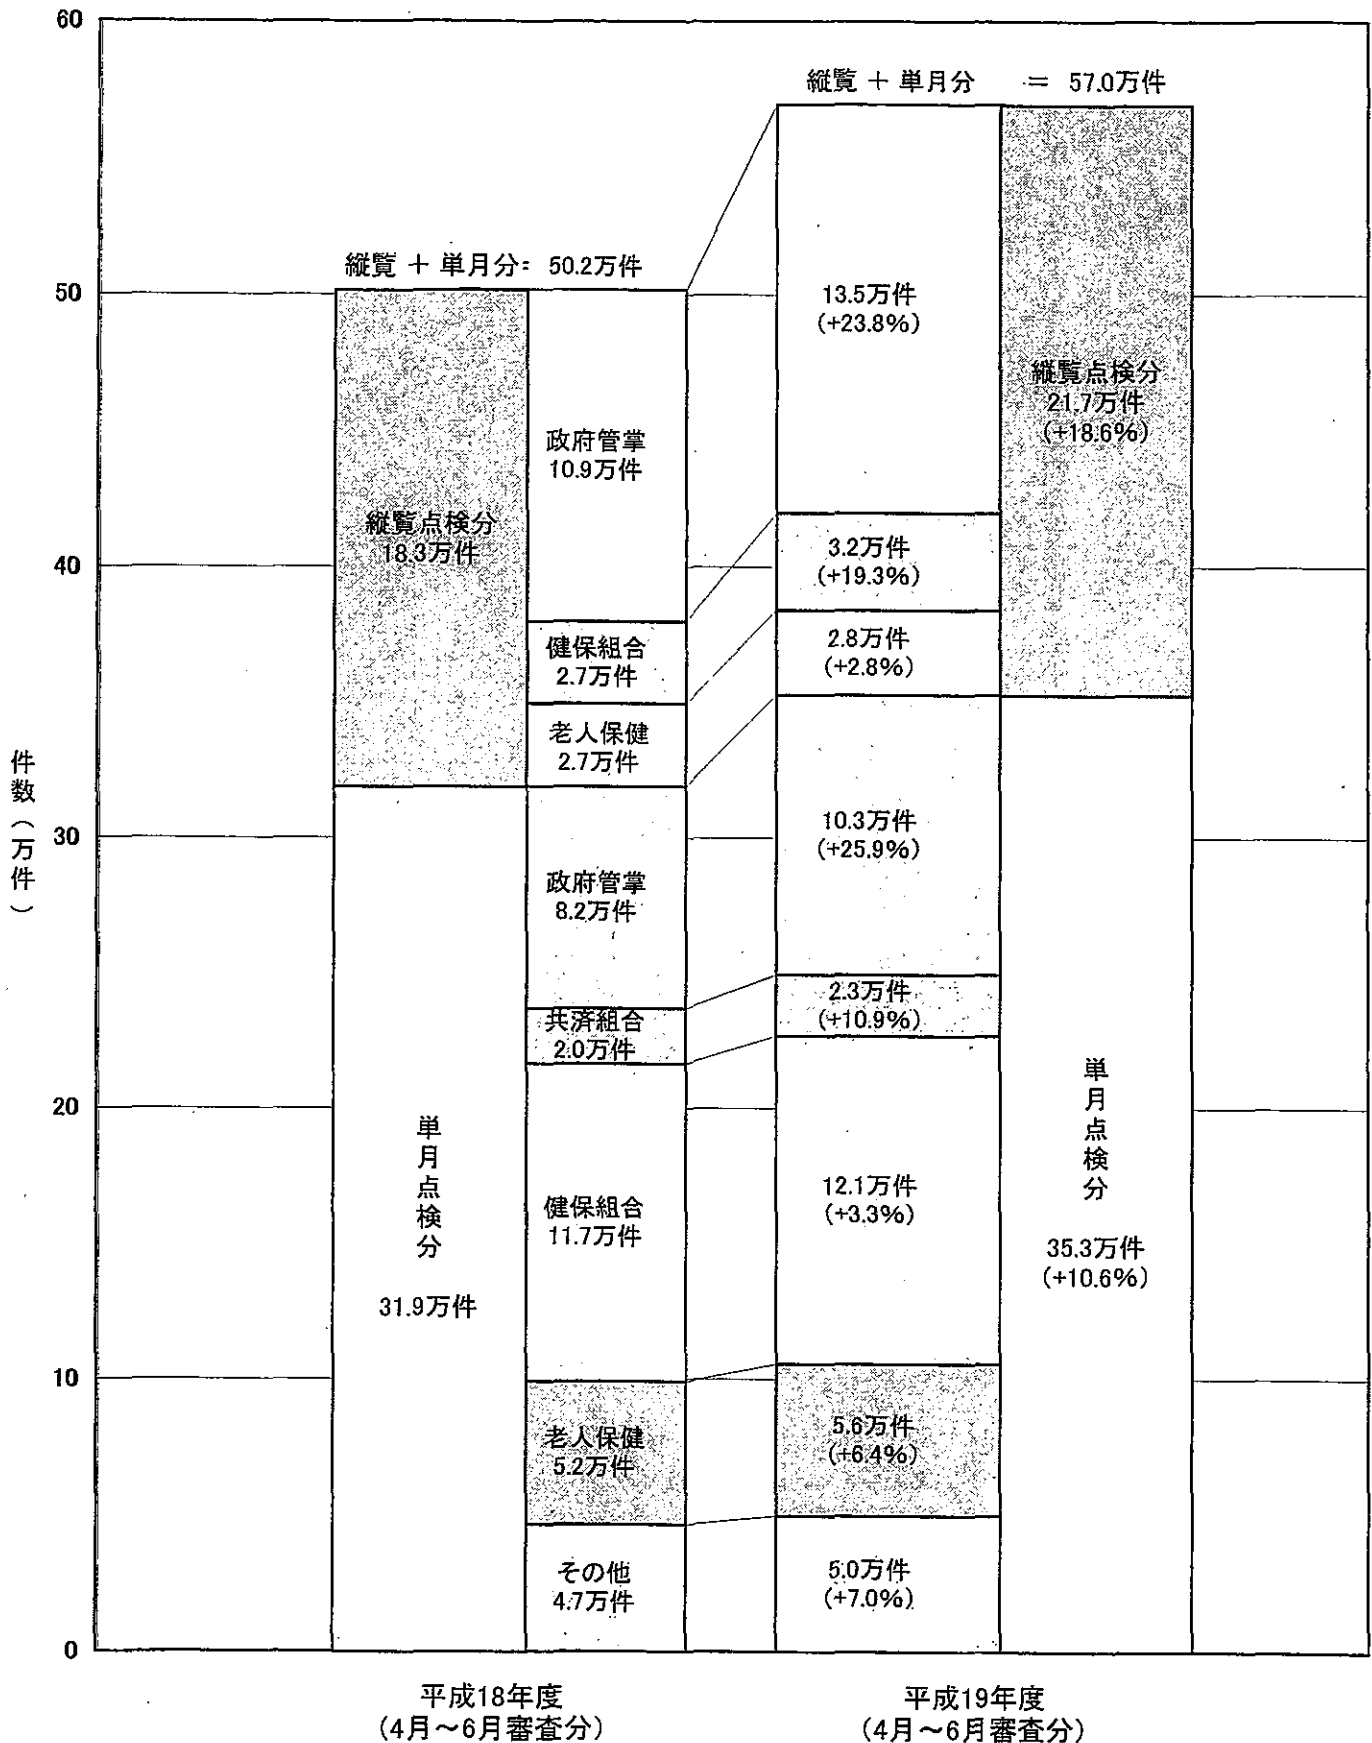 60
50
40
30
20
10
0
件数(万件)
縦覧 + 単月分= 50.2万件
縦覧点検分
18.3万件
単月点検分
31.9万件
政府管掌
10.9万件
健保組合
2.7万件
老人保健
2.7万件
政府管掌
8.2万件
共済組合
2.0万件
健保組合
11.7万件
老人保健
5.2万件
その他
4.7万件
縦覧 + 単月分 = 57.0万件
13.5万件
(+23.8%)
3.2万件
(+19.3%)
2.8万件
(+2.8%)
10.3万件
(+25.9%)
2.3万件
(+10.9%)
12.1万件
(+3.3%)
5.6万件
(+6.4%)
5.0万件
(+7.0%)
縦覧点検分
21.7万件
(+18.6%)
単月点検分
35.3万件
(+10.6%)
平成18年度
(4月~6月審査分)
平成19年度
(4月~6月審査分)